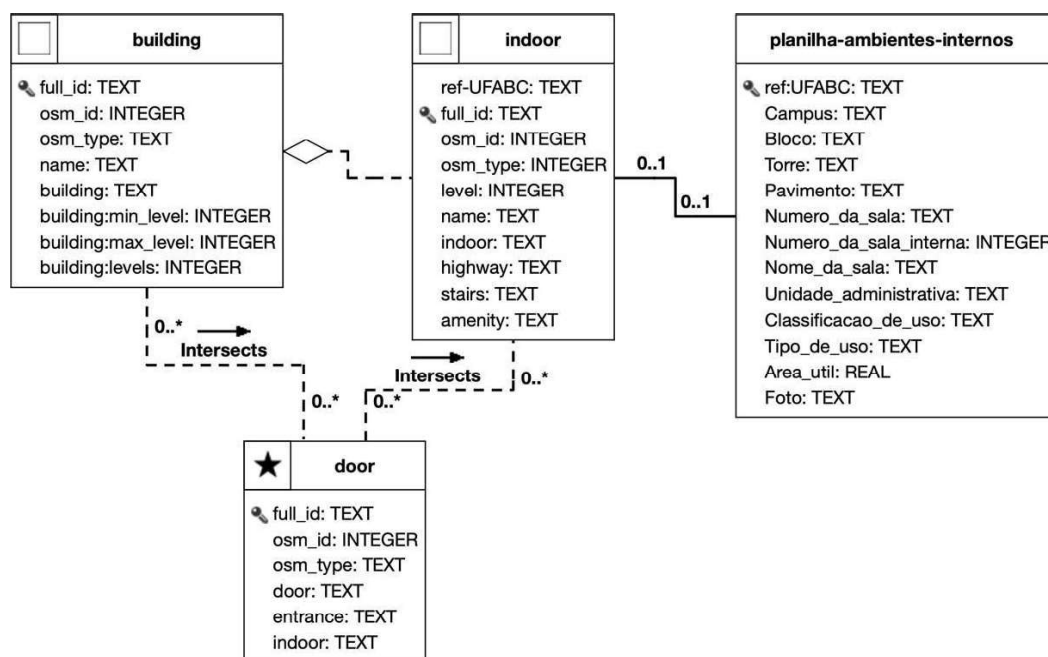 building
full_id: TEXT
osm_id: INTEGER
osm_type: TEXT
name: TEXT
building: TEXT
building:min_level: INTEGER
building:max_level: INTEGER
building:levels: INTEGER
indoor
ref-UFABC: TEXT
full_id: TEXT
osm_id: INTEGER
osm_type: INTEGER
level: INTEGER
name: TEXT
indoor: TEXT
highway: TEXT
stairs: TEXT
amenity: TEXT
planilha-ambientes-internos
ref:UFABC: TEXT
Campus: TEXT
Bloco: TEXT
Torre: TEXT
Pavimento: TEXT
Numero_da_sala: TEXT
Numero_da_sala_interna: INTEGER
Nome_da_sala: TEXT
Unidade_administrativa: TEXT
Classificacao_de_uso: TEXT
Tipo_de_uso: TEXT
Area_util: REAL
Foto: TEXT
0..1
0..1
0..*
Intersects
0..*
Intersects
0..*
0..*
door
full_id: TEXT
osm_id: INTEGER
osm_type: TEXT
door: TEXT
entrance: TEXT
indoor: TEXT